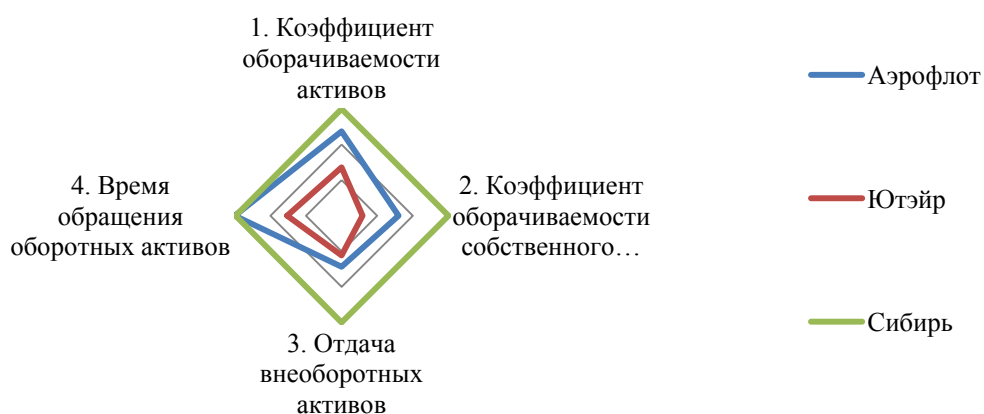 1. Коэффициент
оборачиваемости
активов
2. Коэффициент
оборачиваемости
собственного…
3. Отдача
внеоборотных
активов
4. Время
обращения
оборотных активов
Аэрофлот
Ютэйр
Сибирь